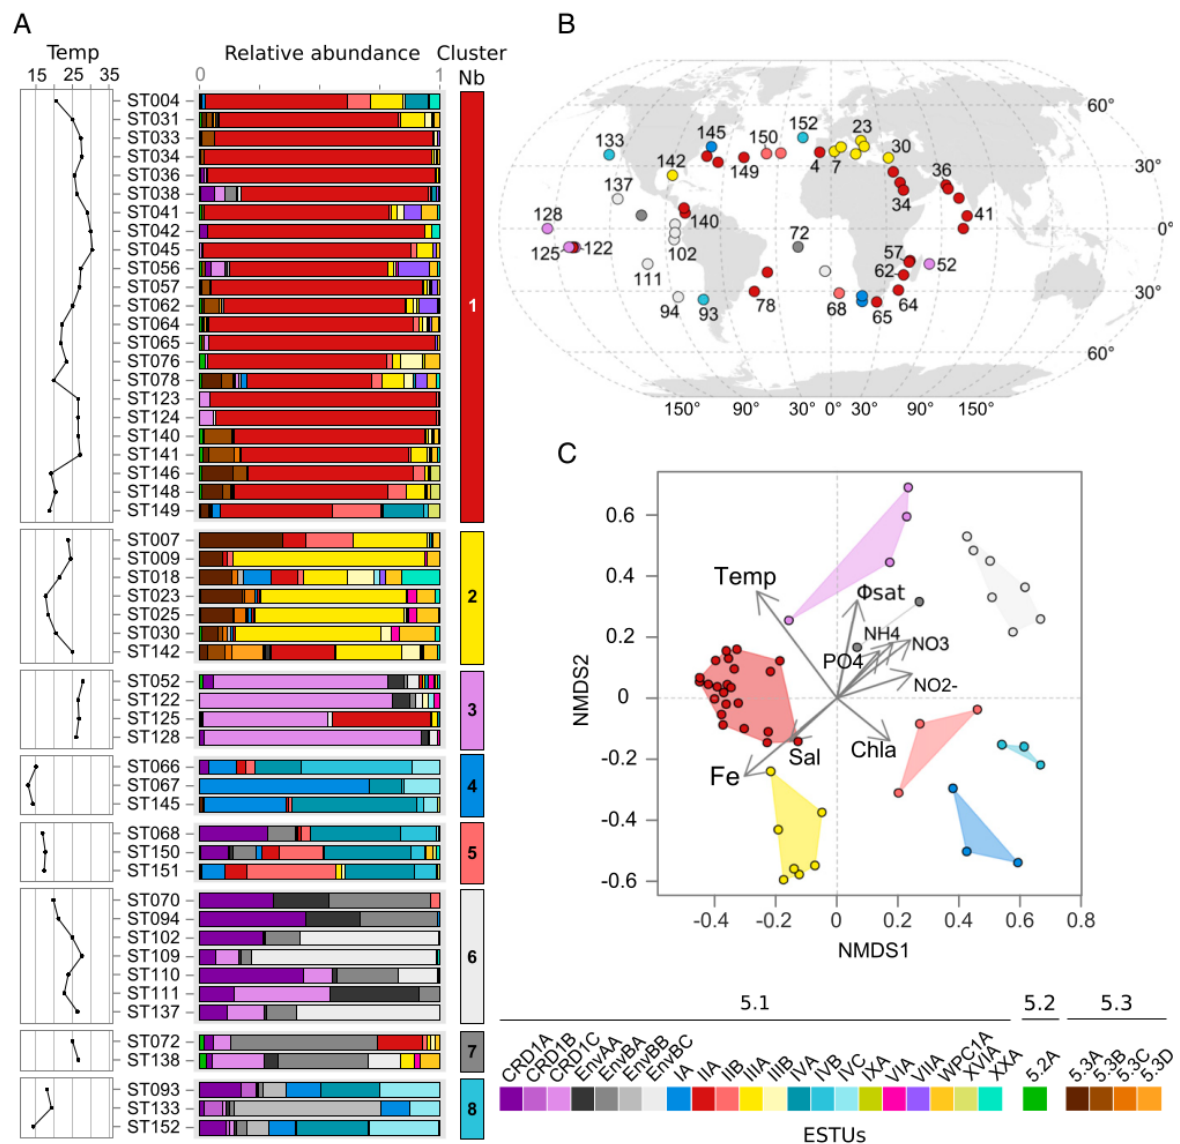 A
Temp
15 25 35
Relative abundance
0 1
Cluster
Nb
ST004
ST031
ST033
ST034
ST036
ST038
ST041
ST042
ST045
ST056
ST057
ST062
ST064
ST065
ST076
ST078
ST123
ST124
ST140
ST141
ST146
ST148
ST149
1
ST007
ST009
ST018
ST023
ST025
ST030
ST142
2
ST052
ST122
ST125
ST128
3
ST066
ST067
ST145
4
ST068
ST150
ST151
5
ST070
ST094
ST102
ST109
ST110
ST111
ST137
6
ST072
ST138
7
ST093
ST133
ST152
8
B
60°
30°
0°
30°
60°
150° 90° 30° 0° 30° 90° 150°
133
145
150
152
23
142
149
4
7
30
36
137
34
128
140
41
72
125
122
102
57
52
111
62
94
93
78
68
65
64
C
NMDS2
0.6
0.4
0.2
0
-0.2
-0.4
-0.6
Temp
Φsat
NH4
NO3
PO4
NO2-
Sal
Chla
Fe
-0.4 -0.2 0 0.2 0.4 0.6 0.8
NMDS1
5.1 5.2 5.3
CRD1A
CRD1B
CRD1C
EnvAA
EnvBA
EnvBB
EnvBC
IA
IIA
IIB
IIIA
IIIB
IVA
IVB
IVC
IXA
VIA
VIIA
WPC1A
XVIA
XXA
5.2A
5.3A
5.3B
5.3C
5.3D
ESTUs